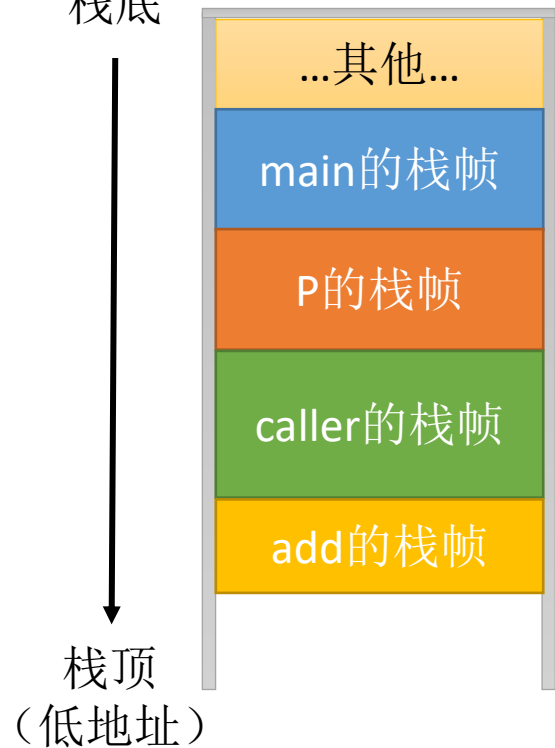 栈底
…其他…
main的栈帧
P的栈帧
caller的栈帧
add的栈帧
栈顶
（低地址）